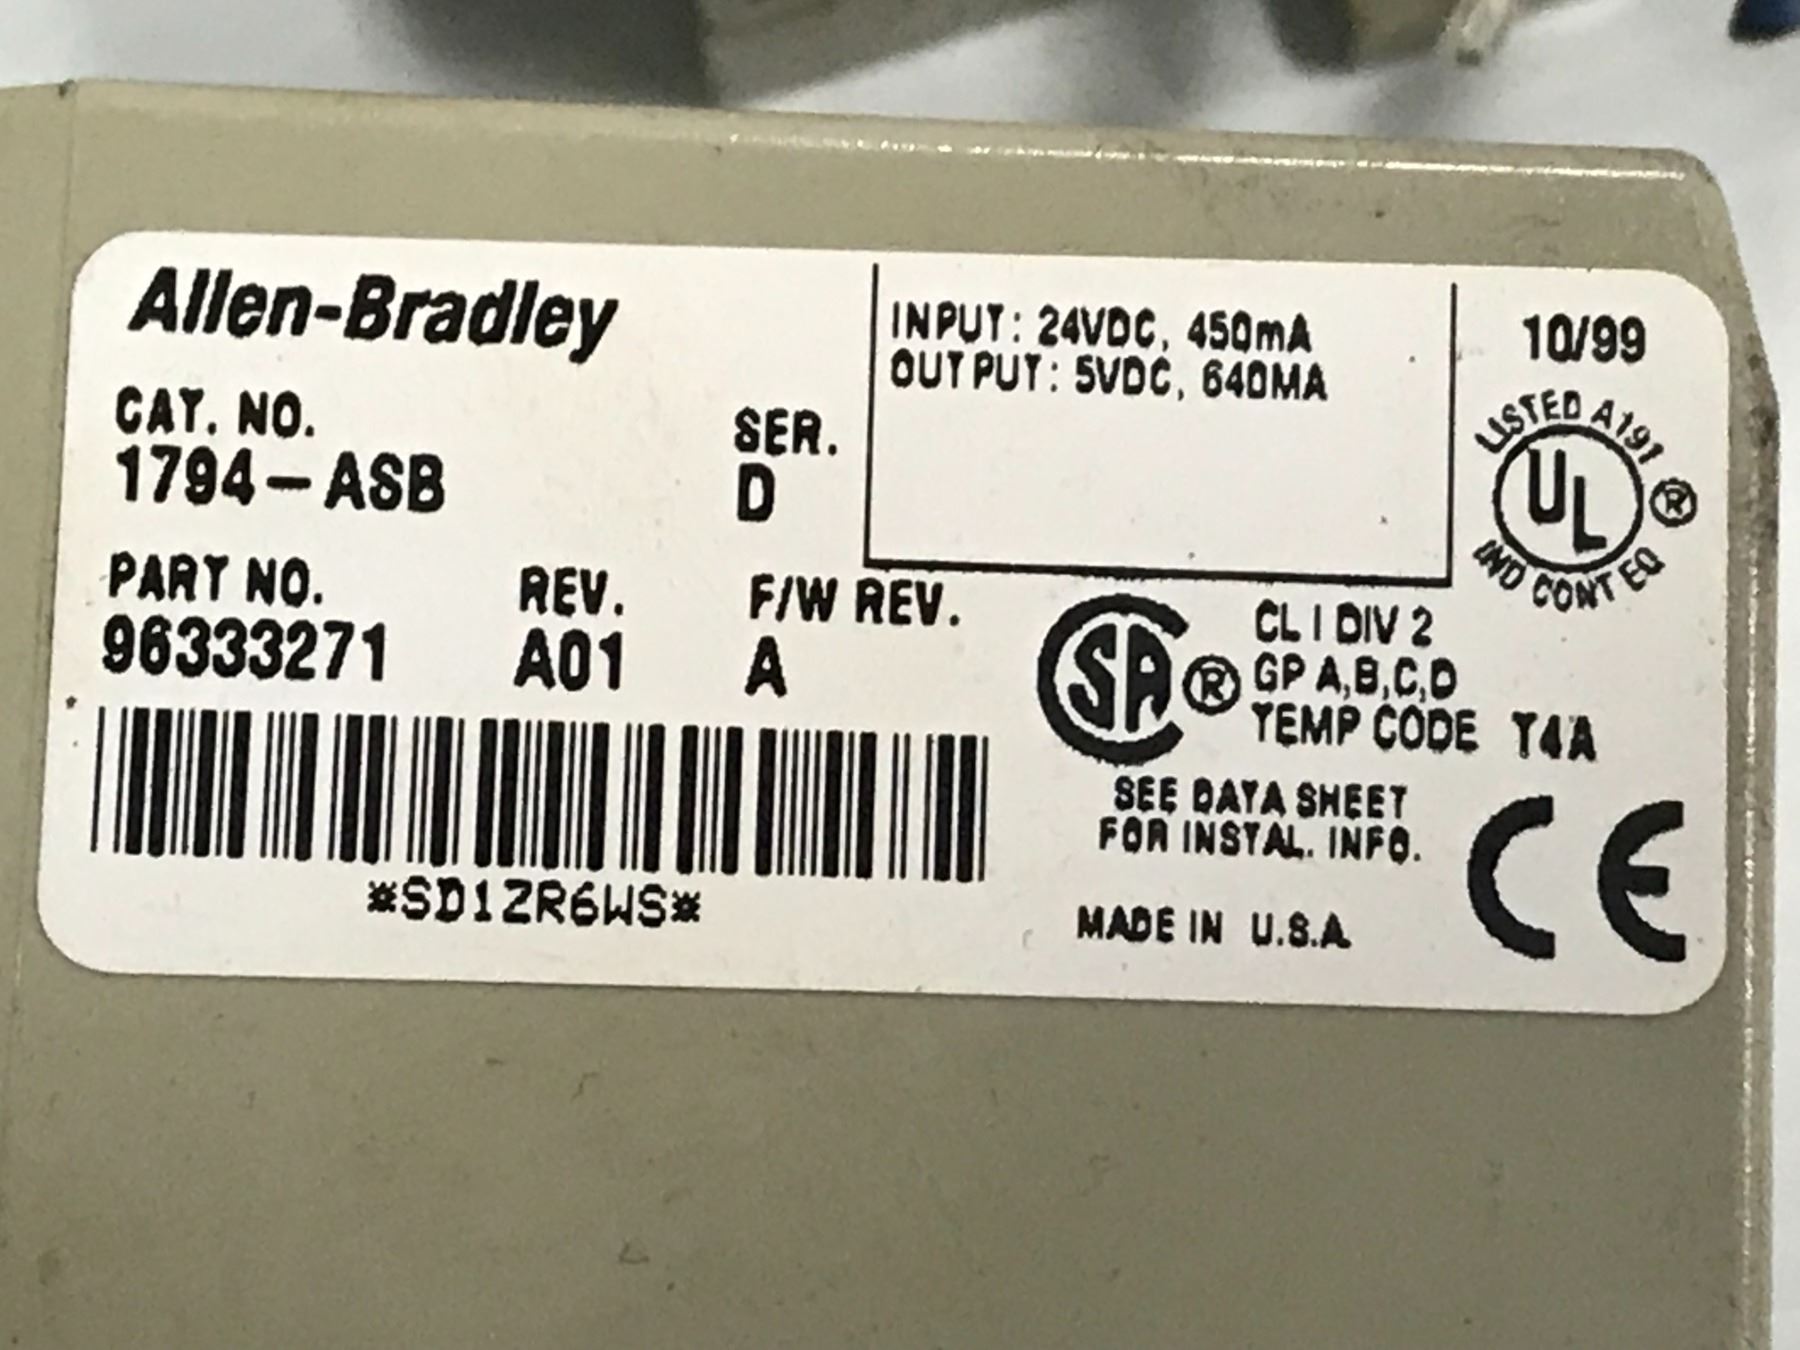 Allen-Bradley
CAT. NO.
1794-ASB
SER.
D
PART NO.
96333271
REV.
A01
F/W REV.
A
*SD1ZR6WS*
INPUT: 24VDC, 450mA
OUTPUT: 5VDC, 640MA
10/99
LISTED A191
UL ®
IND CONT EQ
SA ®
CL I DIV 2
GP A,B,C,D
TEMP CODE T4A
SEE DATA SHEET
FOR INSTAL. INFO.
MADE IN U.S.A.
CE